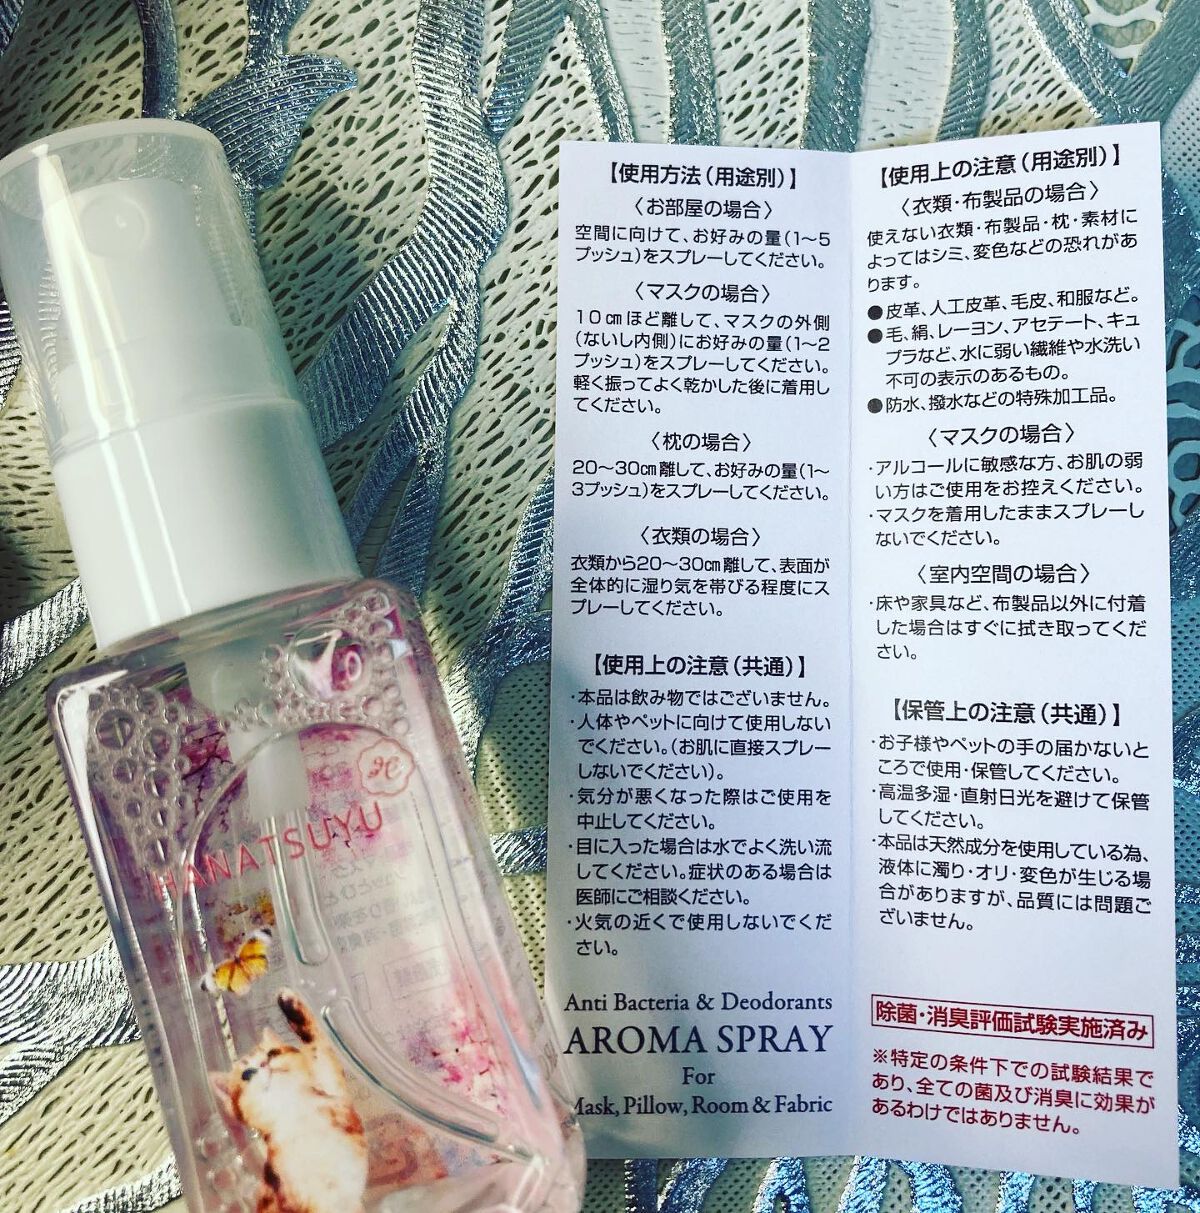 HANATSUYU
【使用方法(用途別)】
〈お部屋の場合〉
空間に向けて、お好みの量(1〜5
プッシュ)をスプレーしてください。
〈マスクの場合〉
10㎝ほど離して、マスクの外側
(ないし内側)にお好みの量(1〜2
プッシュ)をスプレーしてください。
軽く振ってよく乾かした後に着用し
てください。
〈枕の場合〉
20〜30㎝離して、お好みの量(1〜
3プッシュ)をスプレーしてください。
〈衣類の場合〉
衣類から20〜30㎝離して、表面が
全体的に湿り気を帯びる程度にス
プレーしてください。
【使用上の注意(共通)】
・本品は飲み物ではございません。
・人体やペットに向けて使用しない
でください。(お肌に直接スプレー
しないでください)。
・気分が悪くなった際はご使用を
中止してください。
・目に入った場合は水でよく洗い流
してください。症状のある場合は
医師にご相談ください。
・火気の近くで使用しないでくだ
さい。
Anti Bacteria & Deodorants
AROMA SPRAY
For
Mask, Pillow, Room & Fabric
【使用上の注意(用途別)】
〈衣類・布製品の場合〉
使えない衣類・布製品・枕・素材に
よってはシミ、変色などの恐れがあ
ります。
●皮革、人工皮革、毛皮、和服など。
●毛、絹、レーヨン、アセテート、キュ
プラなど、水に弱い繊維や水洗い
不可の表示のあるもの。
●防水、撥水などの特殊加工品。
〈マスクの場合〉
・アルコールに敏感な方、お肌の弱
い方はご使用をお控えください。
・マスクを着用したままスプレーし
ないでください。
〈室内空間の場合〉
・床や家具など、布製品以外に付着
した場合はすぐに拭き取ってくだ
さい。
【保管上の注意(共通)】
・お子様やペットの手の届かないと
ころで使用・保管してください。
・高温多湿・直射日光を避けて保管
してください。
・本品は天然成分を使用している為、
液体に濁り・オリ・変色が生じる場
合がありますが、品質には問題ご
ざいません。
除菌・消臭評価試験実施済み
※特定の条件下での試験結果で
あり、全ての菌及び消臭に効果が
あるわけではありません。